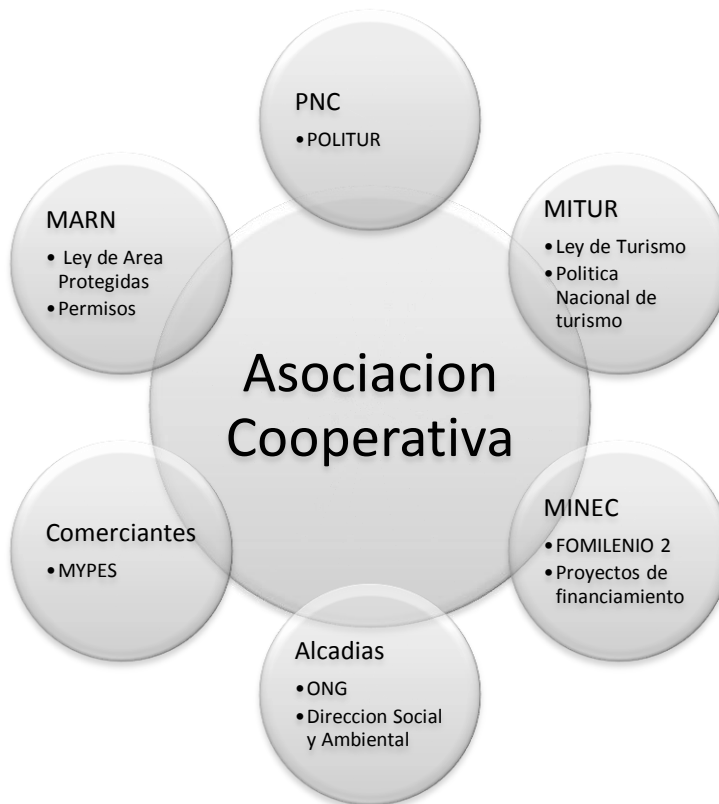 PNC
•POLITUR
MITUR
•Ley de Turismo
•Politica
Nacional de
turismo
MINEC
•FOMILENIO 2
•Proyectos de
financiamiento
Alcadias
•ONG
•Direccion Social
y Ambiental
Comerciantes
•MYPES
MARN
• Ley de Area
Protegidas
•Permisos
Asociacion
Cooperativa